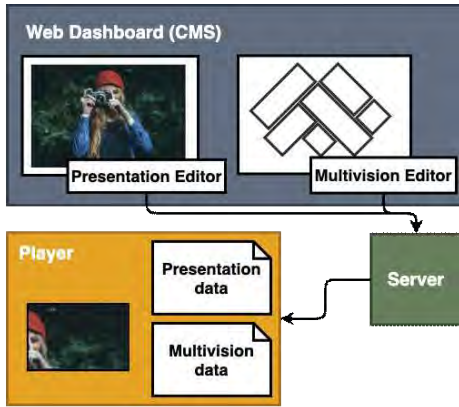 Web Dashboard (CMS)
Presentation Editor
Multivision Editor
Player
Presentation
data
Multivision
data
Server